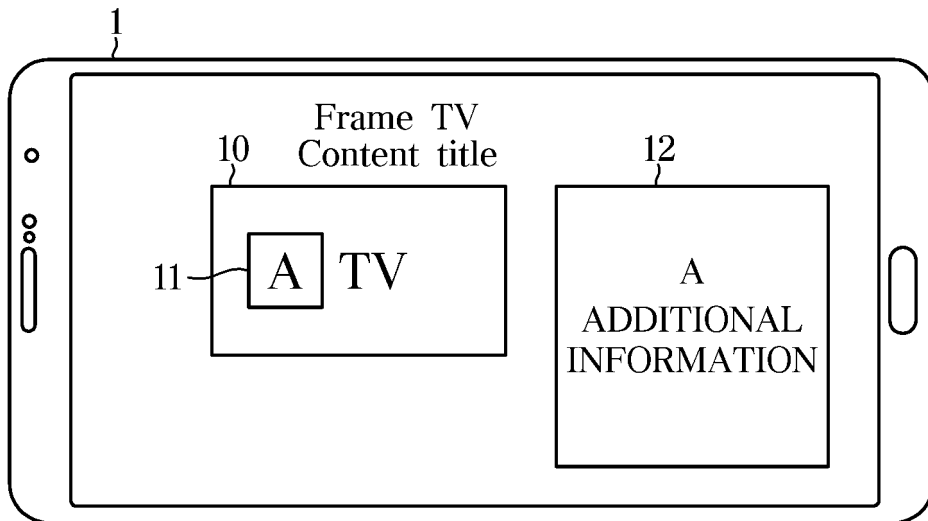 1
Frame TV
Content title
10
12
11
A TV
A
ADDITIONAL
INFORMATION